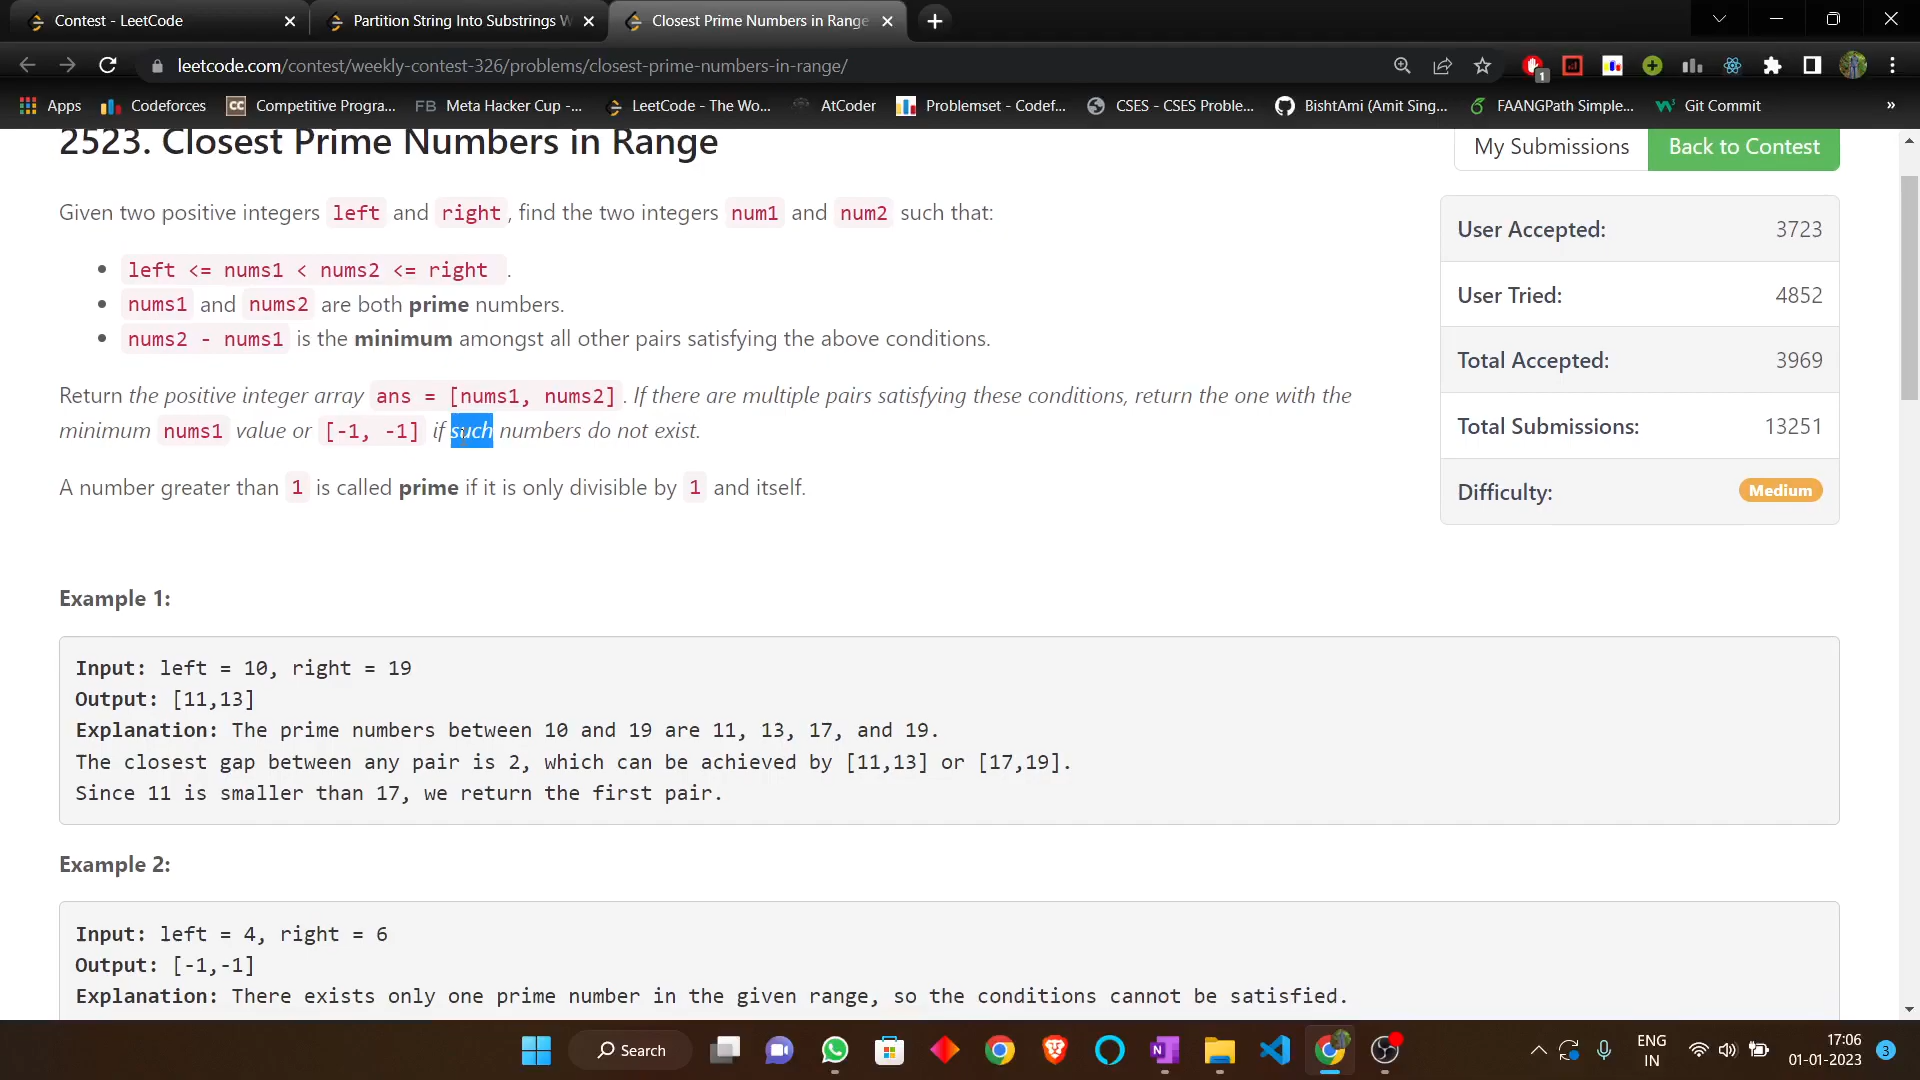 Contest - LeetCode
Partition String Into Substrings W
Closest Prime Numbers in Range
leetcode.com/contest/weekly-contest-326/problems/closest-prime-numbers-in-range/
1
Apps
Codeforces
CC Competitive Progra...
FB Meta Hacker Cup -...
LeetCode - The Wo...
AtCoder
Problemset - Codef...
CSES - CSES Proble...
BishtAmi (Amit Sing...
FAANGPath Simple...
Git Commit
»
2523. Closest Prime Numbers in Range
My Submissions
Back to Contest
Given two positive integers left and right, find the two integers num1 and num2 such that:
• left <= nums1 < nums2 <= right .
• nums1 and nums2 are both prime numbers.
• nums2 - nums1 is the minimum amongst all other pairs satisfying the above conditions.
Return the positive integer array ans = [nums1, nums2]. If there are multiple pairs satisfying these conditions, return the one with the
minimum nums1 value or [-1, -1] if such numbers do not exist.
A number greater than 1 is called prime if it is only divisible by 1 and itself.
User Accepted: 3723
User Tried: 4852
Total Accepted: 3969
Total Submissions: 13251
Difficulty: Medium
Example 1:
Input: left = 10, right = 19
Output: [11,13]
Explanation: The prime numbers between 10 and 19 are 11, 13, 17, and 19.
The closest gap between any pair is 2, which can be achieved by [11,13] or [17,19].
Since 11 is smaller than 17, we return the first pair.
Example 2:
Input: left = 4, right = 6
Output: [-1,-1]
Explanation: There exists only one prime number in the given range, so the conditions cannot be satisfied.
Search
ENG
IN
17:06
01-01-2023
3